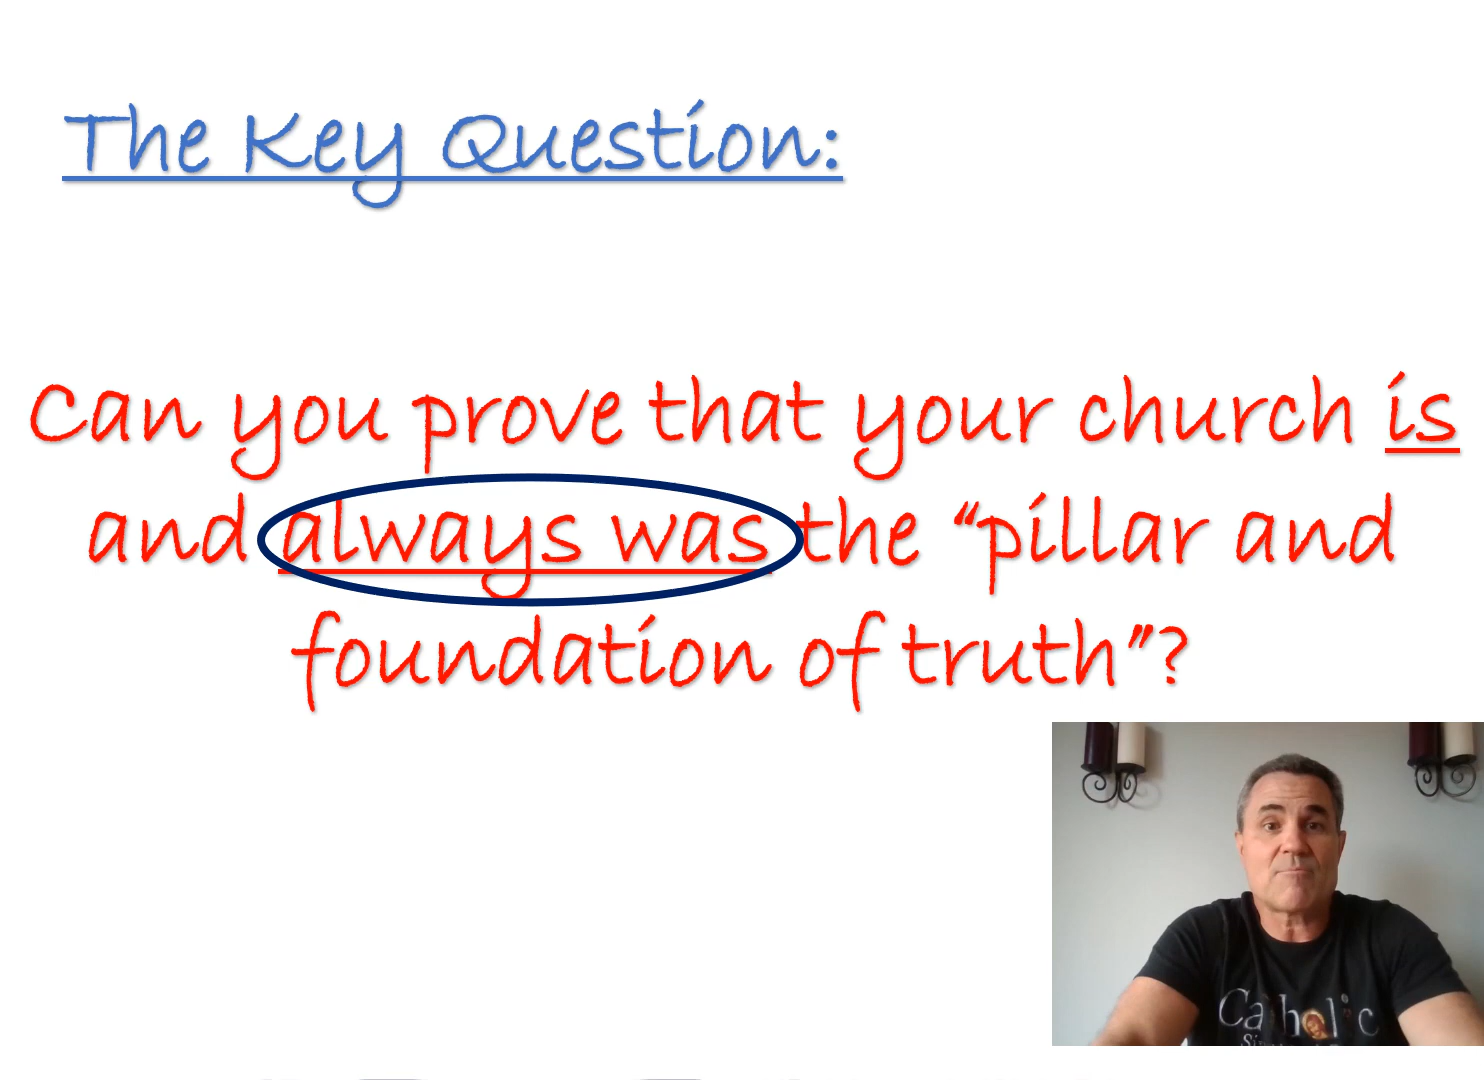 The Key Question:
Can you prove that your church is
and always was the “pillar and
foundation of truth”?
Catholic